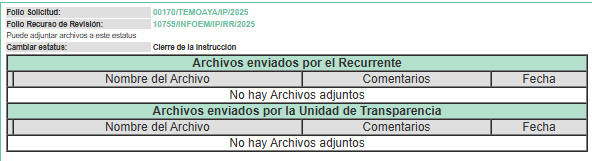 Folio Solicitud: 00170/TEMOAYA/IP/2025
Folio Recurso de Revisión: 10759/INFOEM/IP/RR/2025
Puede adjuntar archivos a este estatus
Cambiar estatus: Cierre de la Instrucción
Archivos enviados por el Recurrente
Nombre del Archivo Comentarios Fecha
No hay Archivos adjuntos
Archivos enviados por la Unidad de Transparencia
Nombre del Archivo Comentarios Fecha
No hay Archivos adjuntos